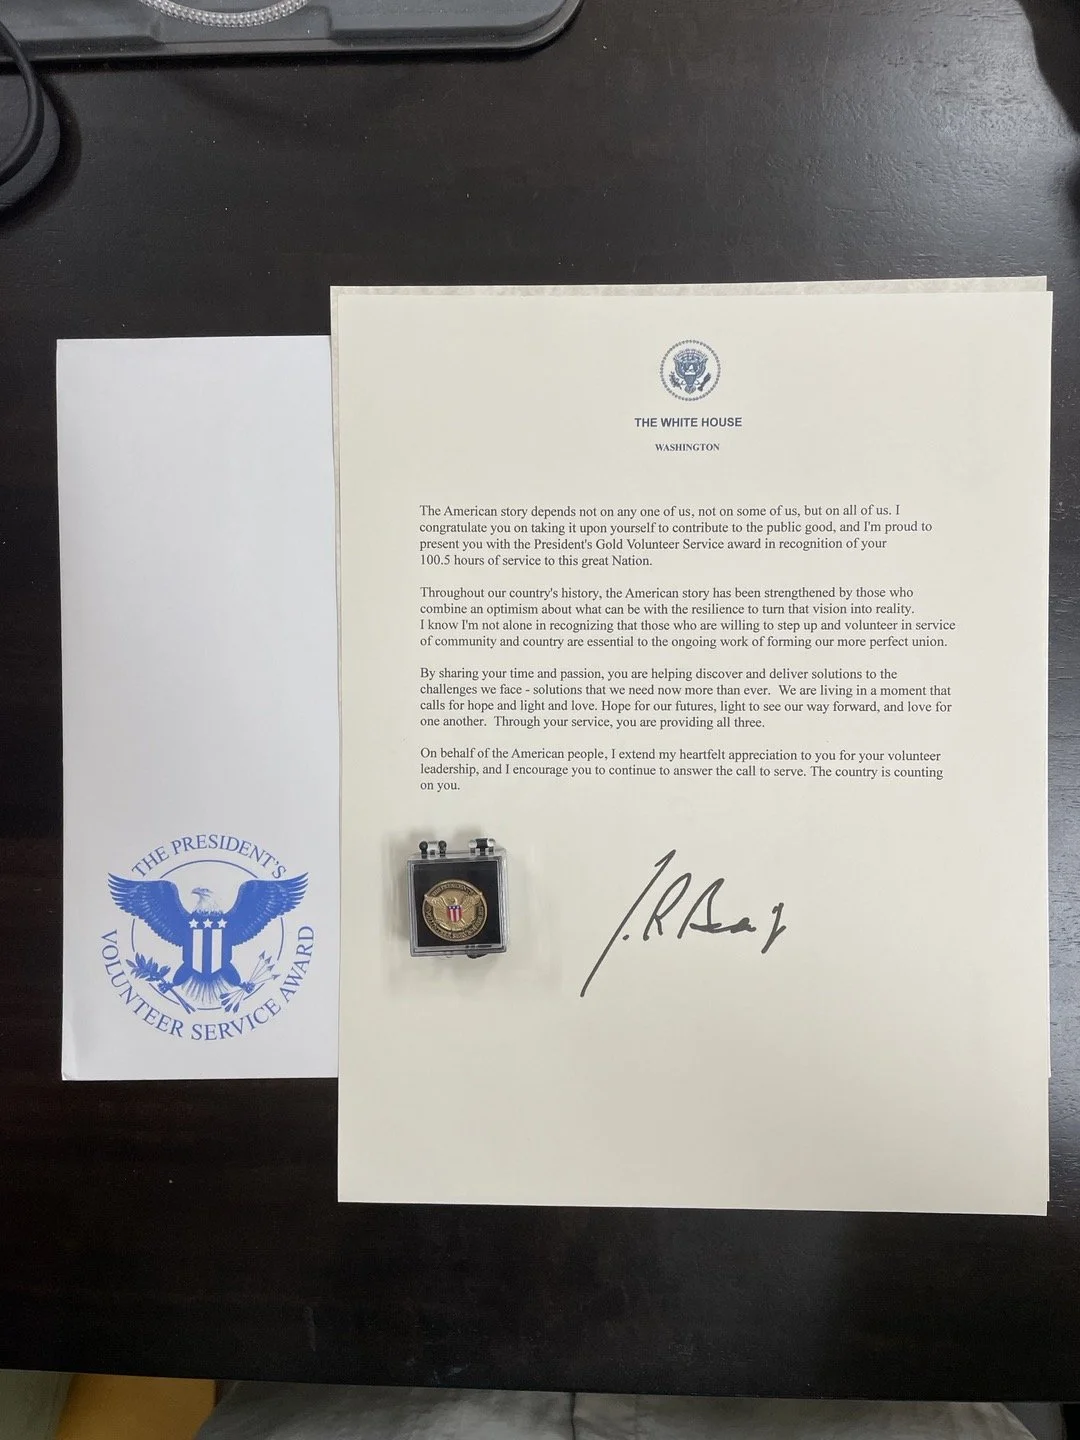 THE WHITE HOUSE
WASHINGTON
The American story depends not on any one of us, not on some of us, but on all of us. I
congratulate you on taking it upon yourself to contribute to the public good, and I'm proud to
present you with the President's Gold Volunteer Service award in recognition of your
100.5 hours of service to this great Nation.
Throughout our country's history, the American story has been strengthened by those who
combine an optimism about what can be with the resilience to turn that vision into reality.
I know I'm not alone in recognizing that those who are willing to step up and volunteer in service
of community and country are essential to the ongoing work of forming our more perfect union.
By sharing your time and passion, you are helping discover and deliver solutions to the
challenges we face - solutions that we need now more than ever.  We are living in a moment that
calls for hope and light and love. Hope for our futures, light to see our way forward, and love for
one another.  Through your service, you are providing all three.
On behalf of the American people, I extend my heartfelt appreciation to you for your volunteer
leadership, and I encourage you to continue to answer the call to serve. The country is counting
on you.
THE PRESIDENT'S
VOLUNTEER SERVICE AWARD